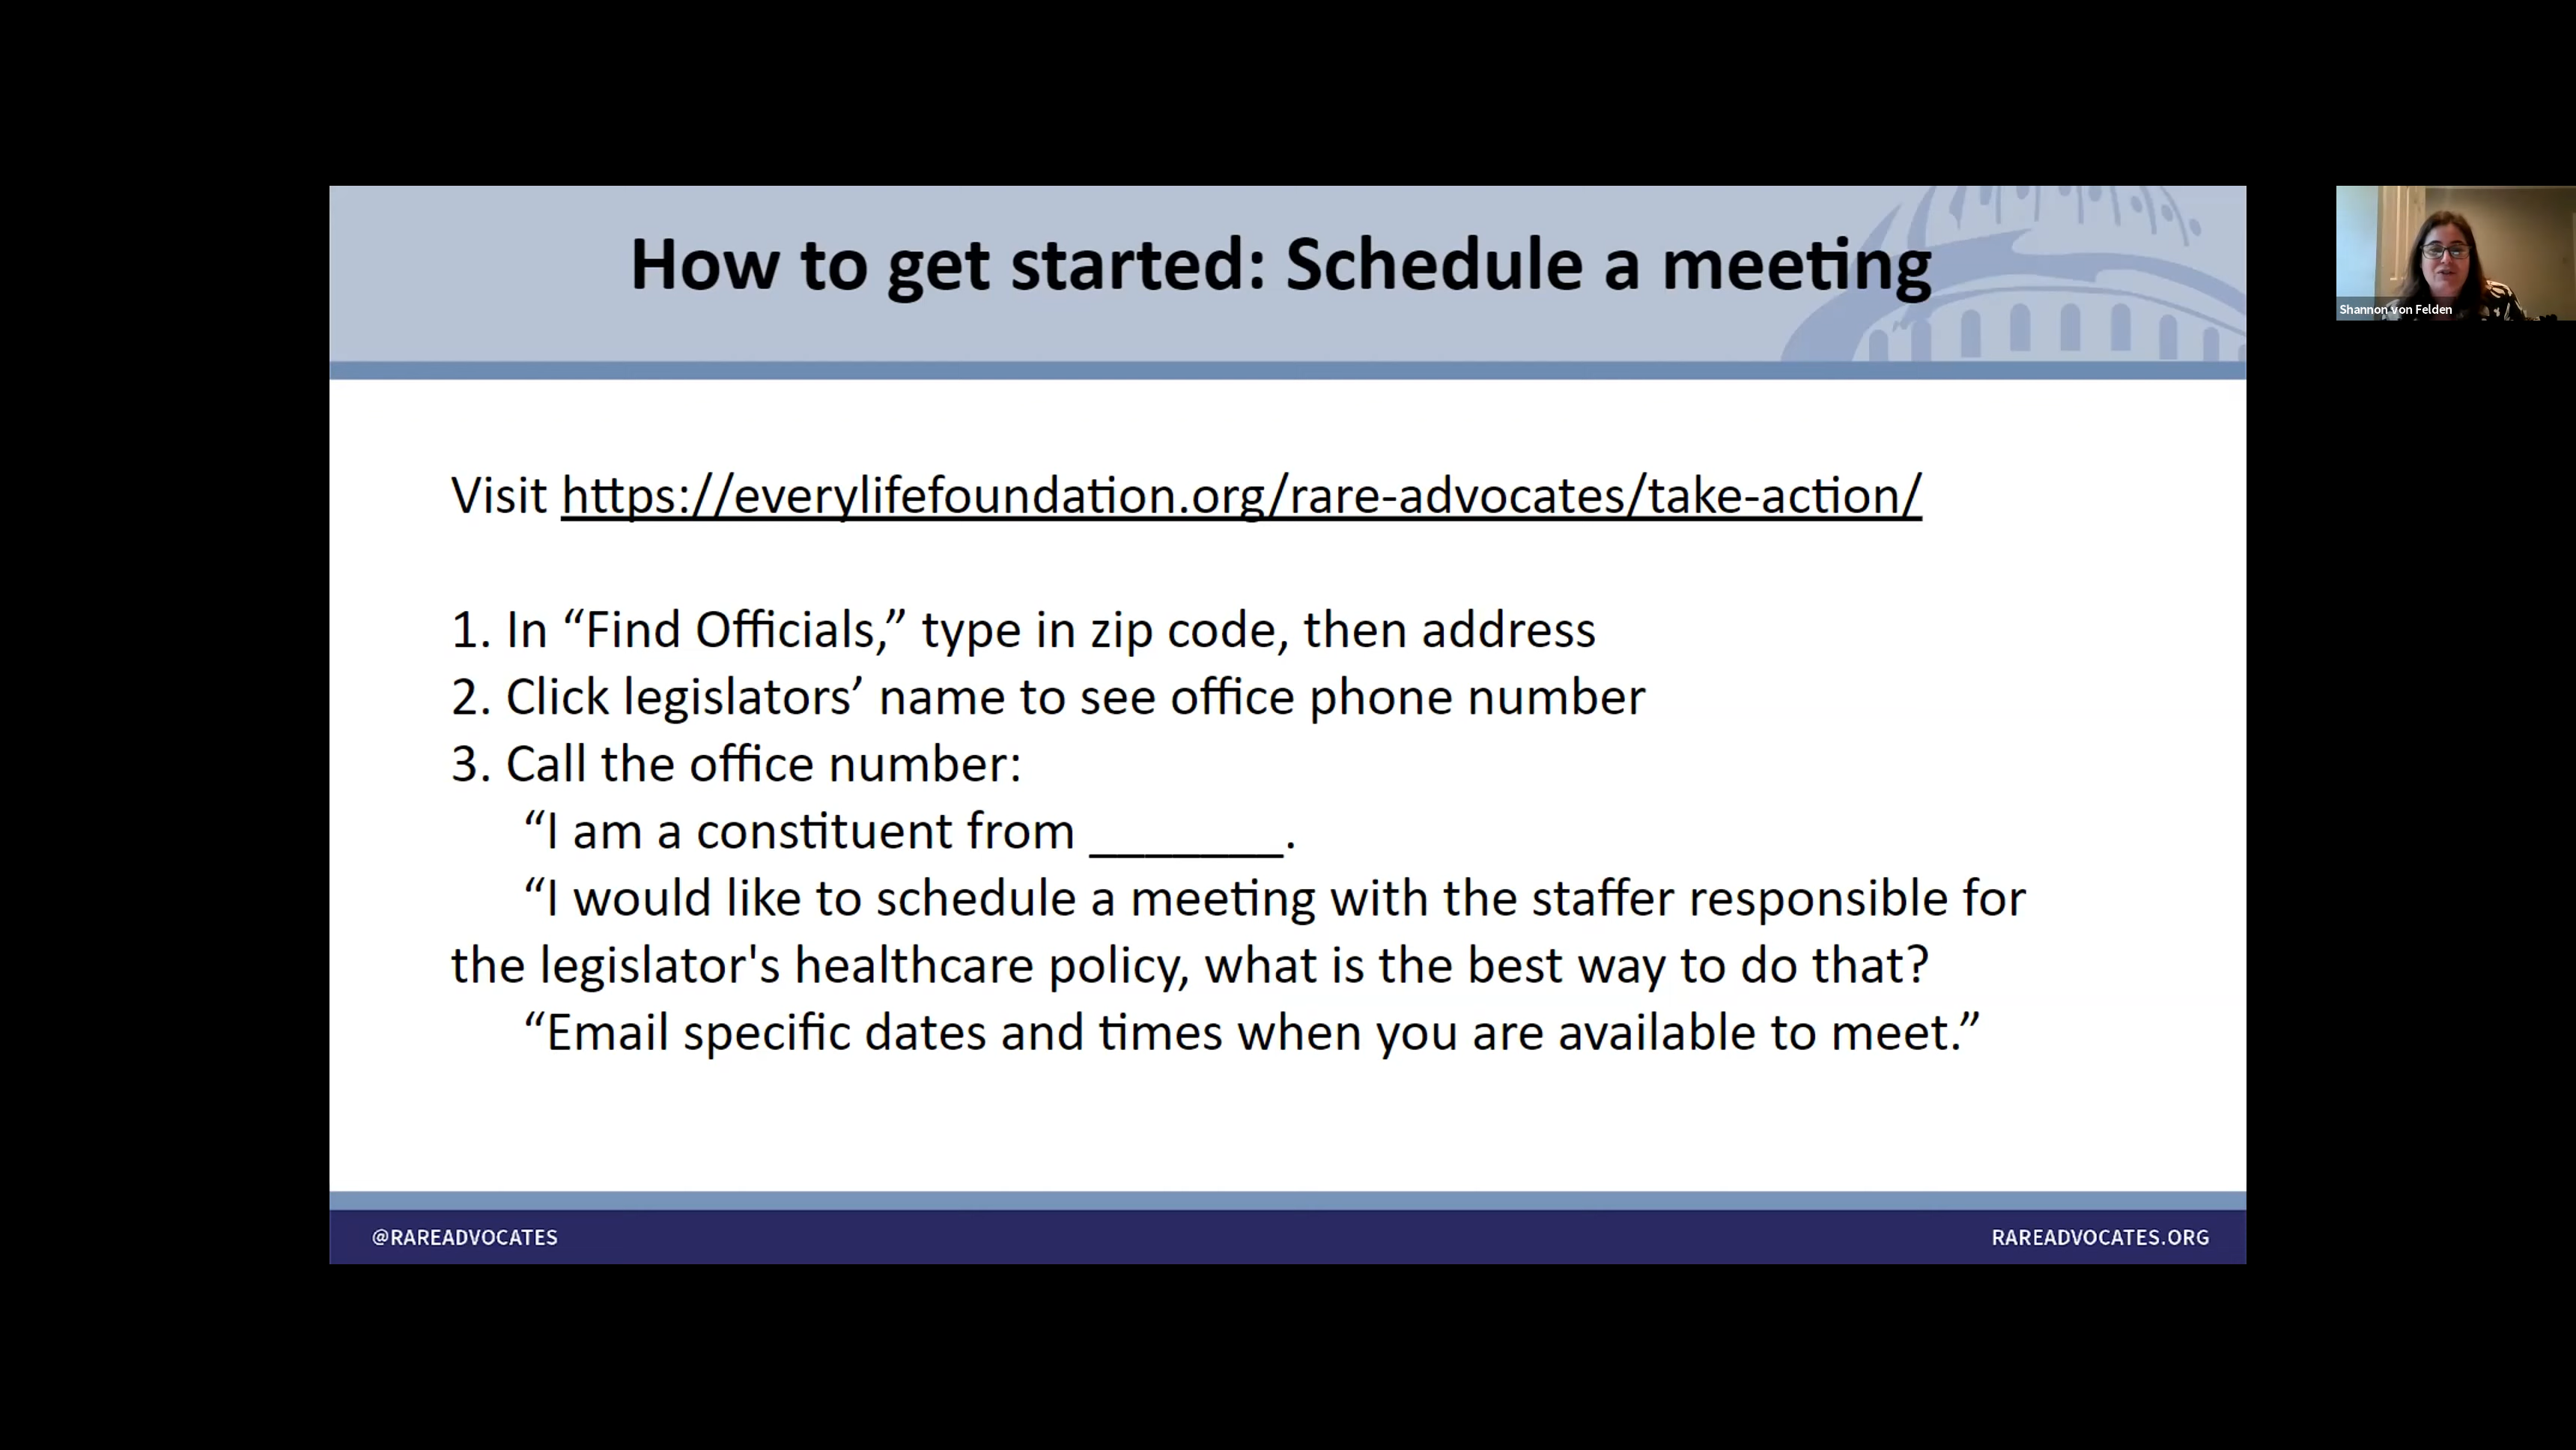 How to get started: Schedule a meeting
Shannon von Felden
Visit https://everylifefoundation.org/rare-advocates/take-action/
1. In “Find Officials,” type in zip code, then address
2. Click legislators’ name to see office phone number
3. Call the office number:
“I am a constituent from _______.
“I would like to schedule a meeting with the staffer responsible for
the legislator's healthcare policy, what is the best way to do that?
“Email specific dates and times when you are available to meet.”
@RAREADVOCATES
RAREADVOCATES.ORG